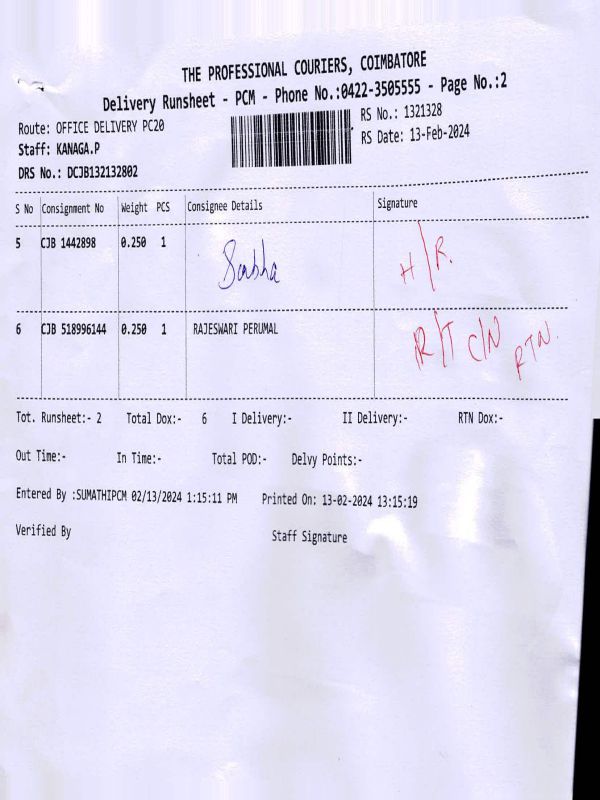 THE PROFESSIONAL COURIERS, COIMBATORE
Delivery Runsheet - PCM - Phone No.:0422-3505555 - Page No.:2
Route: OFFICE DELIVERY PC20
RS No.: 1321328
Staff: KANAGA.P
RS Date: 13-Feb-2024
DRS No.: DCJB132132802
S No Consignment No Weight PCS Consignee Details Signature
5 CJB 1442898 0.250 1 H/R.
6 CJB 518996144 0.250 1 RAJESWARI PERUMAL R/T C/N RTN.
Tot. Runsheet:- 2 Total Dox:- 6 I Delivery:- II Delivery:- RTN Dox:-
Out Time:- In Time:- Total POD:- Delvy Points:-
Entered By :SUMATHIPCM 02/13/2024 1:15:11 PM Printed On: 13-02-2024 13:15:19
Verified By Staff Signature